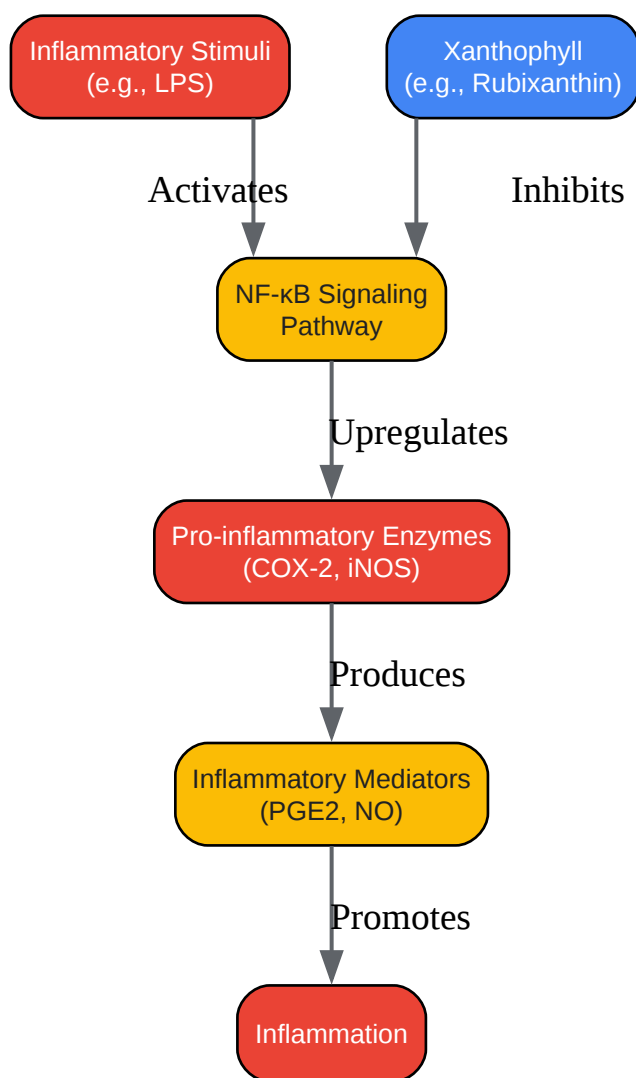 Inflammatory Stimuli
(e.g., LPS)
Xanthophyll
(e.g., Rubixanthin)
Activates
Inhibits
NF-κB Signaling
Pathway
Upregulates
Pro-inflammatory Enzymes
(COX-2, iNOS)
Produces
Inflammatory Mediators
(PGE2, NO)
Promotes
Inflammation